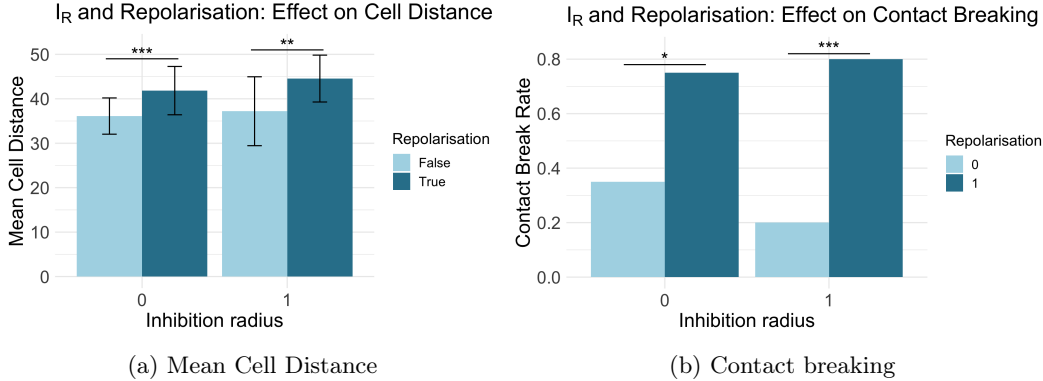 I_R and Repolarisation: Effect on Cell Distance
Mean Cell Distance
50
40
30
20
10
0
***
**
0
1
Inhibition radius
Repolarisation
False
True
(a) Mean Cell Distance
I_R and Repolarisation: Effect on Contact Breaking
Contact Break Rate
0.8
0.6
0.4
0.2
0.0
*
***
0
1
Inhibition radius
Repolarisation
0
1
(b) Contact breaking